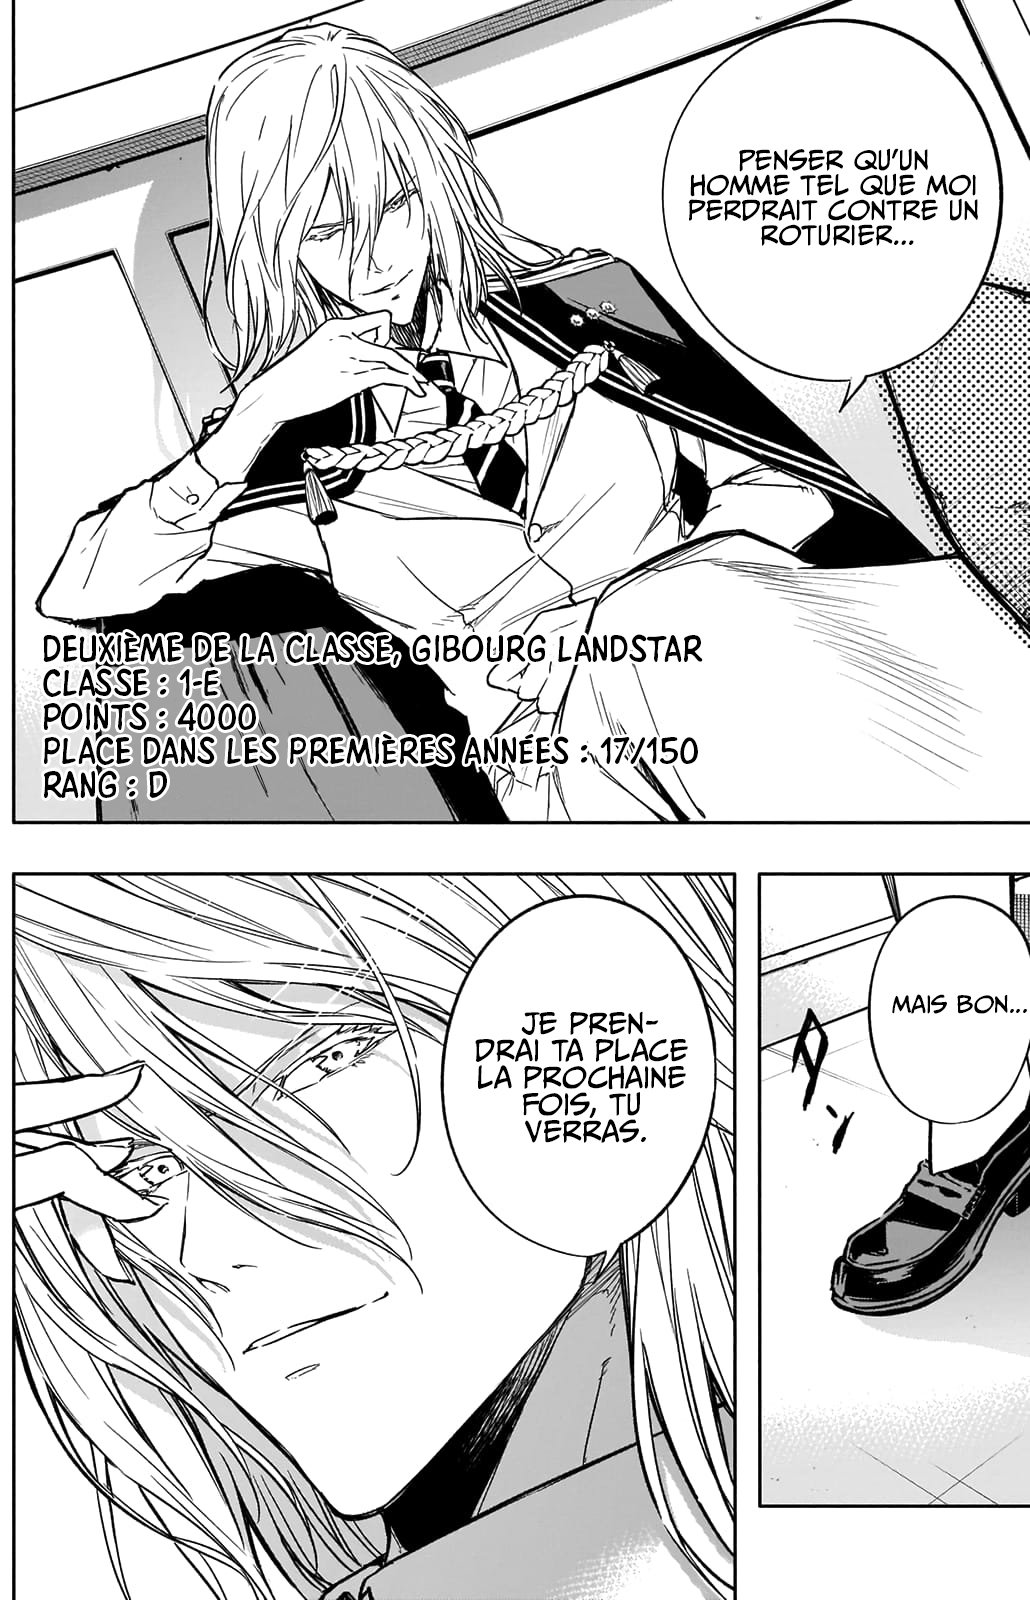 PENSER QU'UN
HOMME TEL QUE MOI
PERDRAIT CONTRE UN
ROTURIER...
DEUXIÈME DE LA CLASSE, GIBOURG LANDSTAR
CLASSE : 1-E
POINTS : 4000
PLACE DANS LES PREMIÈRES ANNÉES : 17/150
RANG : D
MAIS BON...
JE PREN-
DRAI TA PLACE
LA PROCHAINE
FOIS, TU
VERRAS.